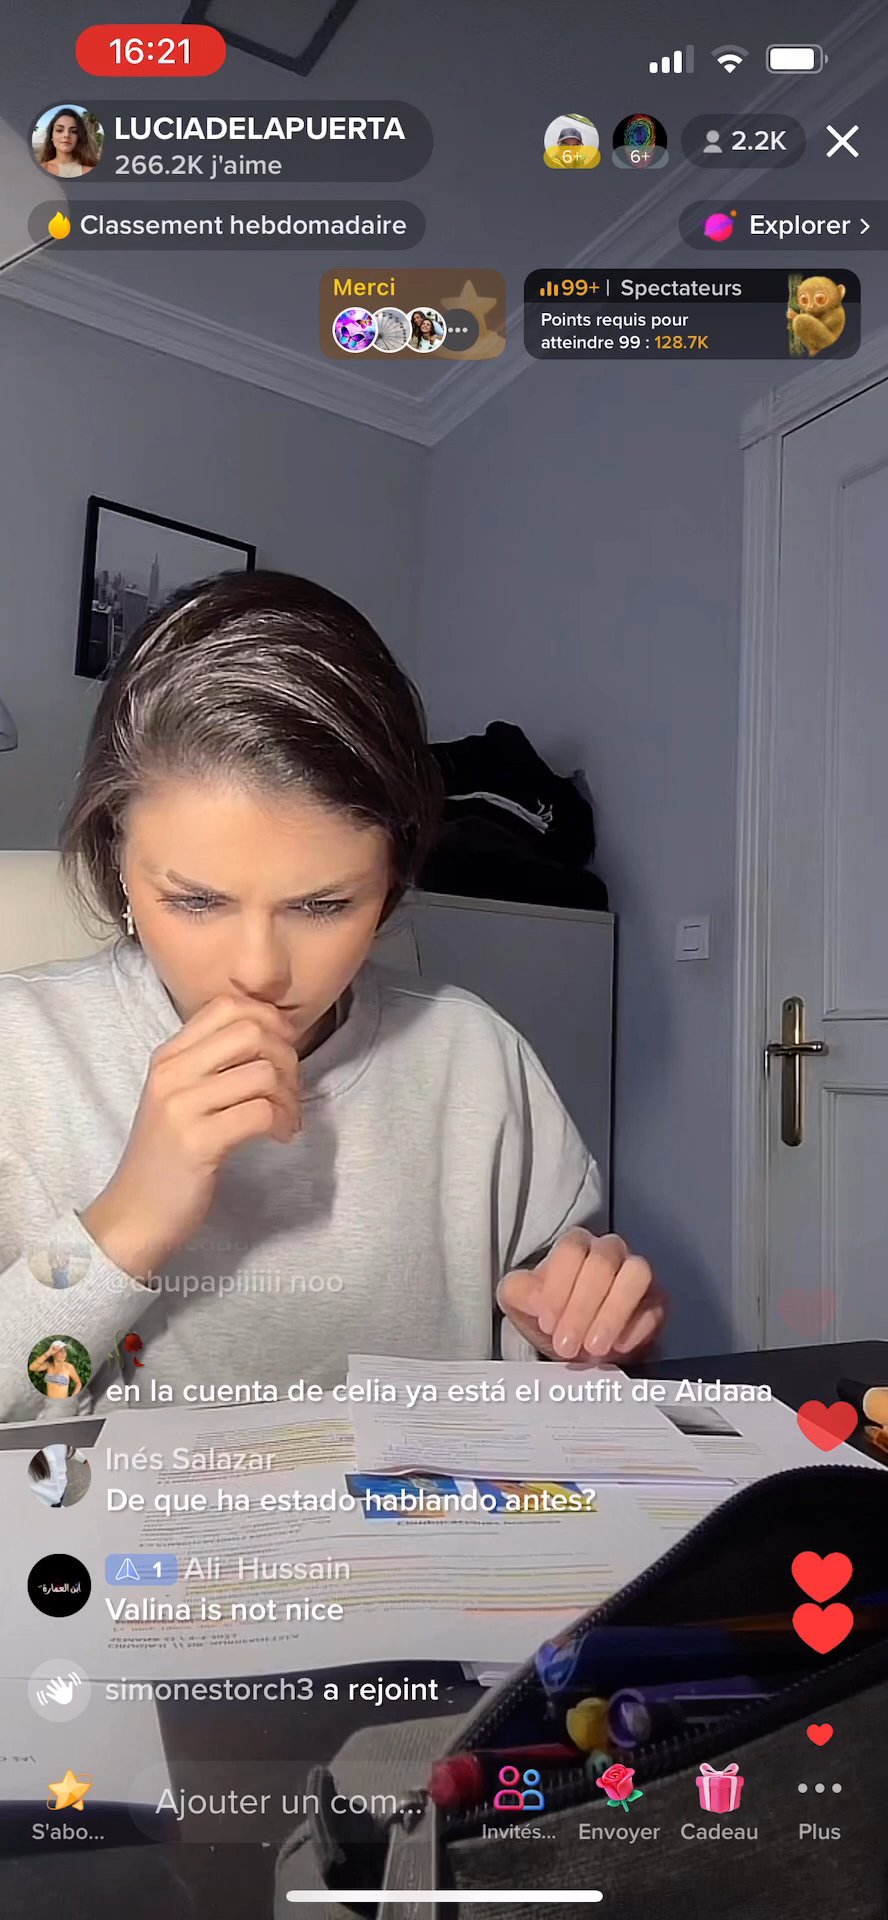 16:21
LUCIADELAPUERTA
266.2K j'aime
6+
6+
2.2K
Classement hebdomadaire
Explorer >
Merci
99+ | Spectateurs
Points requis pour
atteindre 99 : 128.7K
@chupapiiiiii noo
🥀
en la cuenta de celia ya está el outfit de Aidaaa
Inés Salazar
De que ha estado hablando antes?
1 Ali Hussain
Valina is not nice
simonestorch3 a rejoint
Ajouter un com...
S'abo...
Invités...
Envoyer
Cadeau
Plus